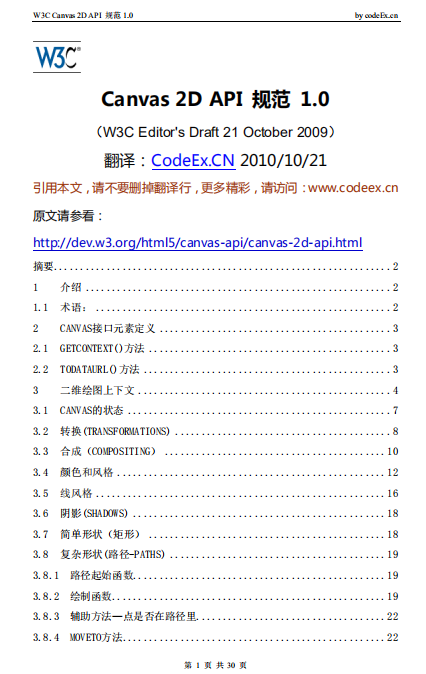 W3C Canvas 2D API 规范 1.0 by codeEx.cn
W3C®
Canvas 2D API 规范 1.0
（W3C Editor's Draft 21 October 2009）
翻译：CodeEx.CN 2010/10/21
引用本文，请不要删掉翻译行，更多精彩，请访问：www.codeex.cn
原文请参看：
http://dev.w3.org/html5/canvas-api/canvas-2d-api.html
摘要................................................................ 2
1 介绍 ............................................................. 2
1.1 术语： ......................................................... 2
2 CANVAS接口元素定义 ............................................... 3
2.1 GETCONTEXT()方法 ............................................... 3
2.2 TODATAURL()方法 ................................................ 3
3 二维绘图上下文 ................................................... 4
3.1 CANVAS的状态 ................................................... 7
3.2 转换(TRANSFORMATIONS) .......................................... 8
3.3 合成（COMPOSITING） ............................................ 10
3.4 颜色和风格 ..................................................... 12
3.5 线风格 ......................................................... 16
3.6 阴影(SHADOWS) .................................................. 18
3.7 简单形状（矩形） ............................................... 18
3.8 复杂形状(路径-PATHS) ........................................... 19
3.8.1 路径起始函数.................................................. 19
3.8.2 绘制函数...................................................... 19
3.8.3 辅助方法—点是否在路径里....................................... 22
3.8.4 MOVETO方法.................................................... 22
第 1 页 共 30 页